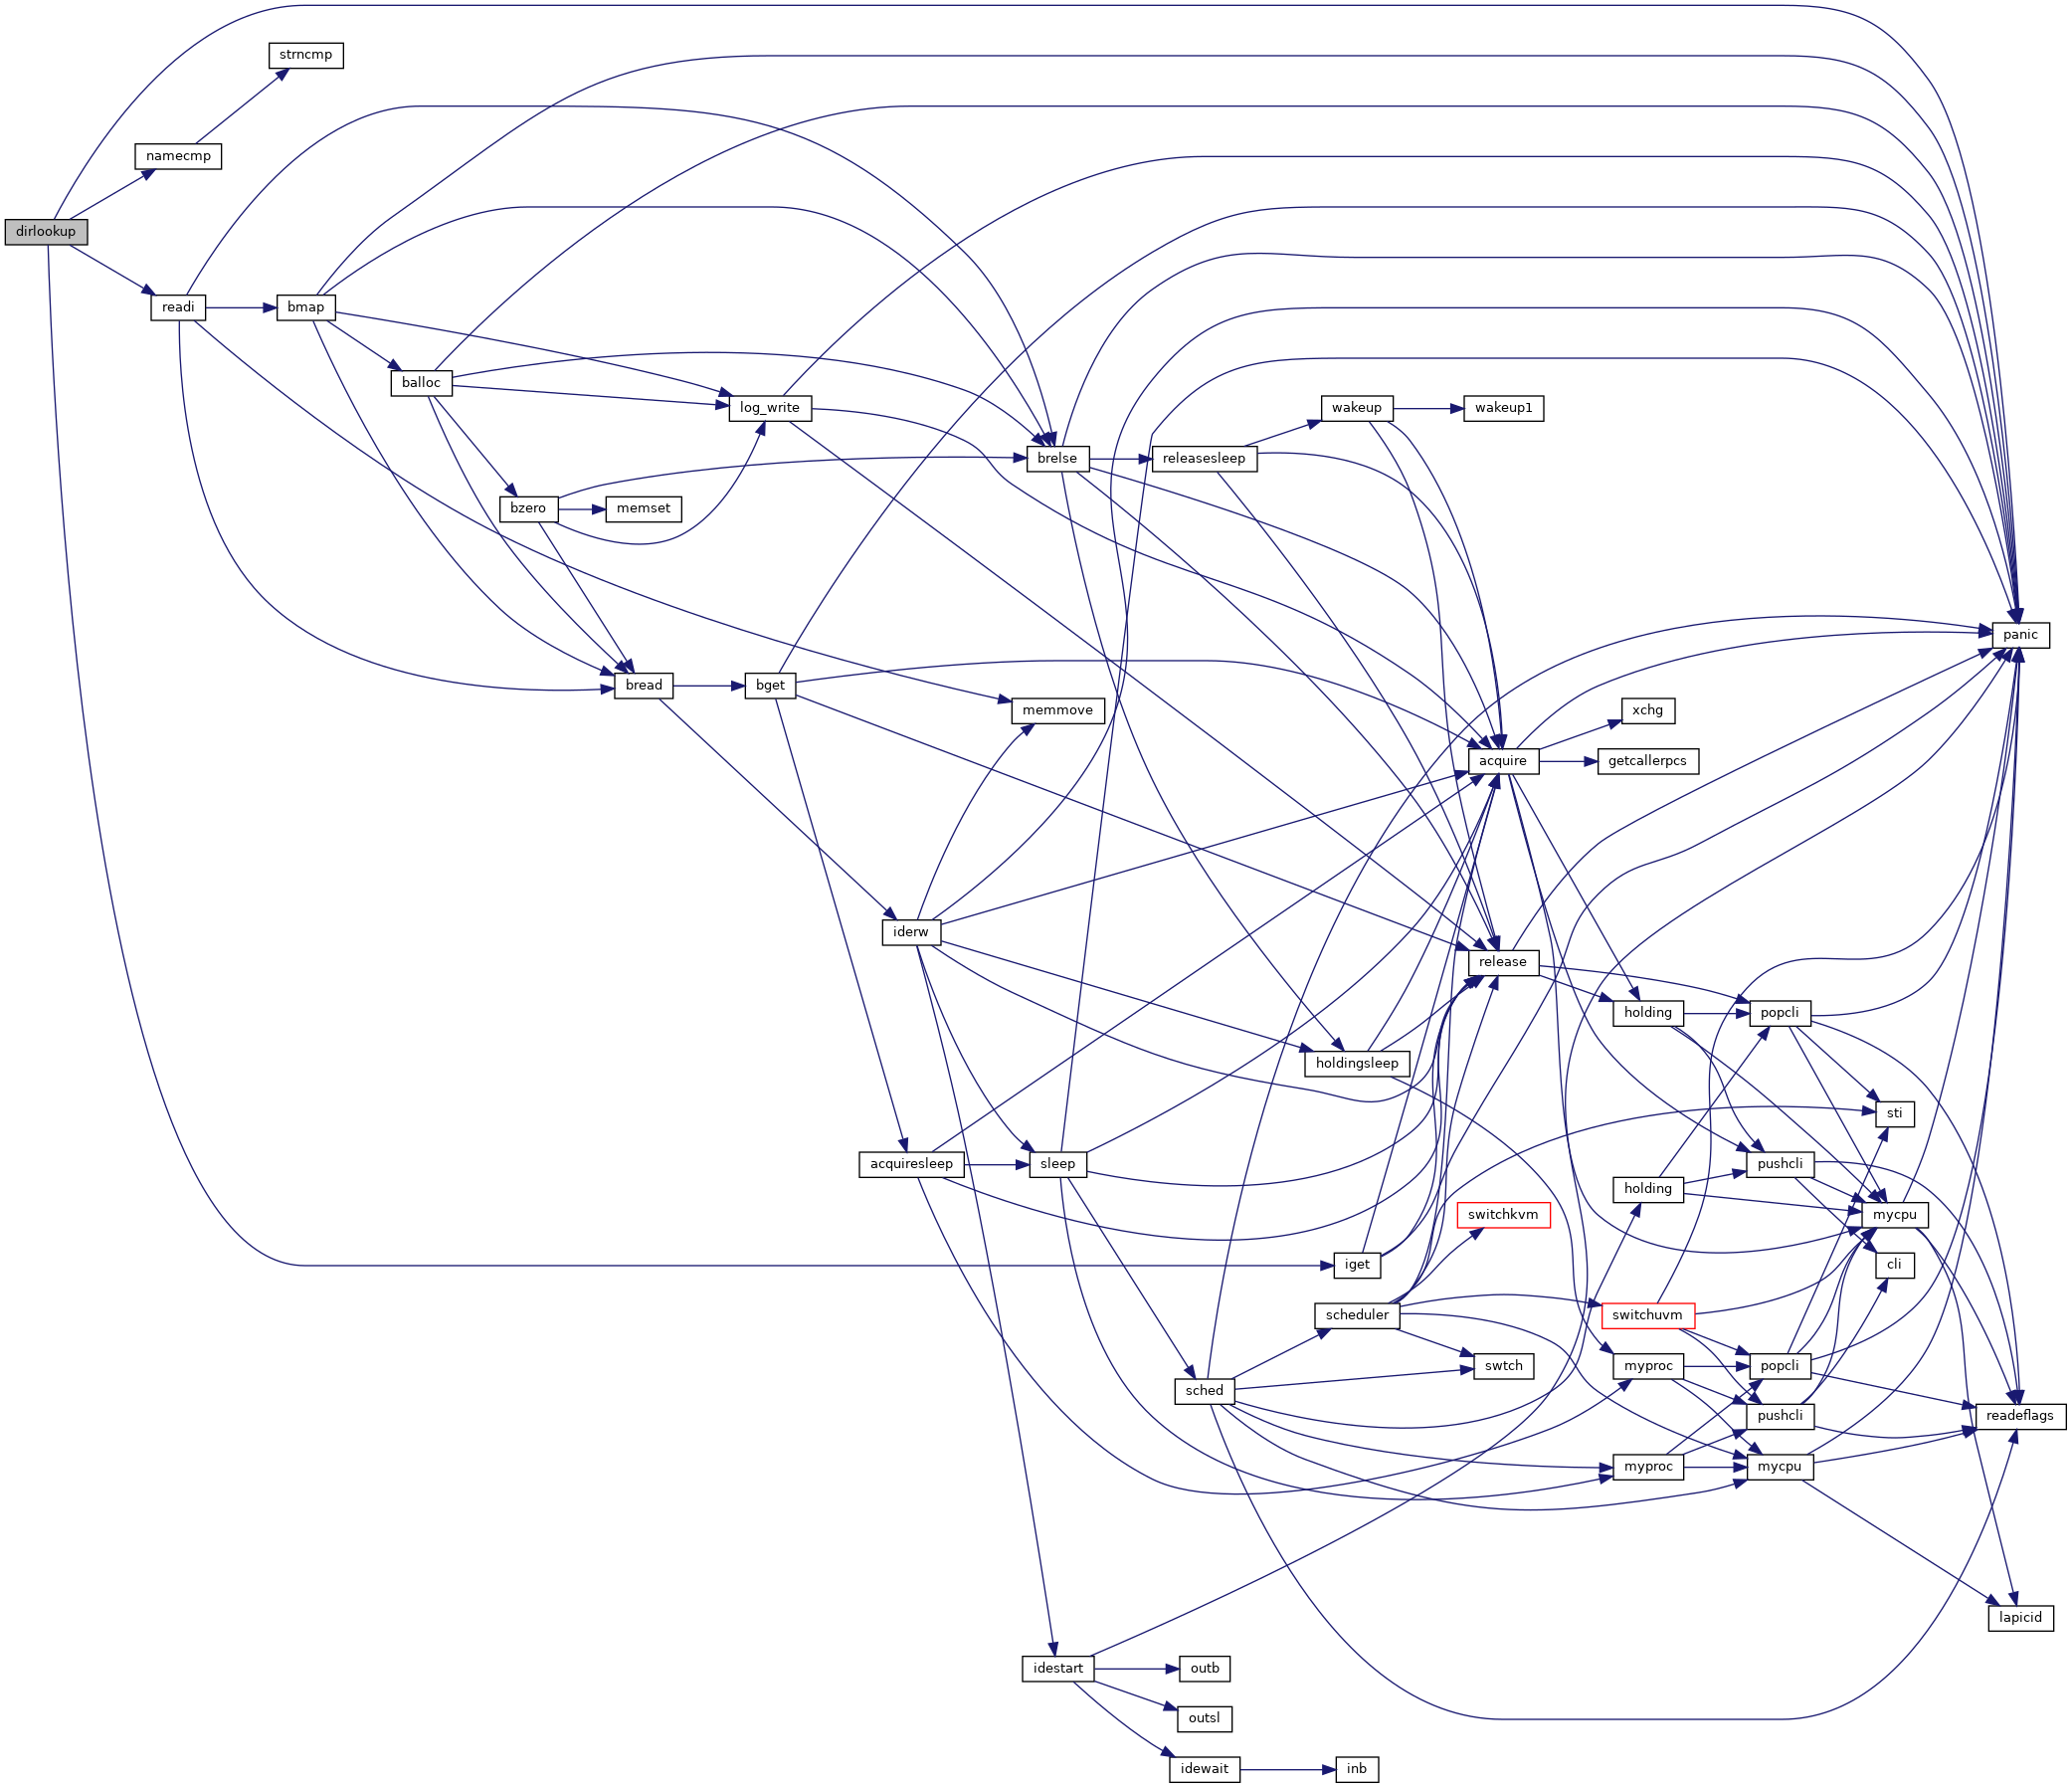 strncmp
namecmp
dirlookup
readi
bmap
balloc
log_write
wakeup
wakeup1
brelse
releasesleep
bzero
memset
panic
bread
bget
memmove
xchg
acquire
getcallerpcs
iderw
release
holding
popcli
holdingsleep
sti
acquiresleep
sleep
pushcli
holding
switchkvm
mycpu
iget
cli
scheduler
switchuvm
swtch
myproc
popcli
sched
pushcli
readeflags
myproc
mycpu
lapicid
idestart
outb
outsl
idewait
inb